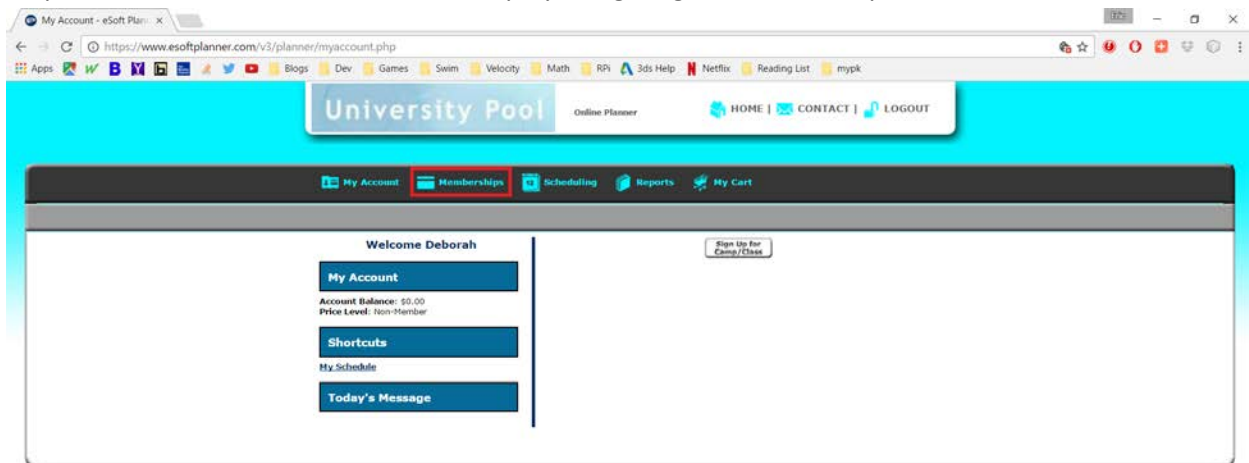 My Account - eSoft Plann
https://www.esoftplanner.com/v3/planner/myaccount.php
Apps Blogs Dev Games Swim Velocity Math RPi 3ds Help Netflix Reading List mypk
University Pool Online Planner HOME | CONTACT | LOGOUT
My Account Memberships Scheduling Reports My Cart
Welcome Deborah
Sign Up for
Camp/Class
My Account
Account Balance: $0.00
Price Level: Non-Member
Shortcuts
My Schedule
Today's Message